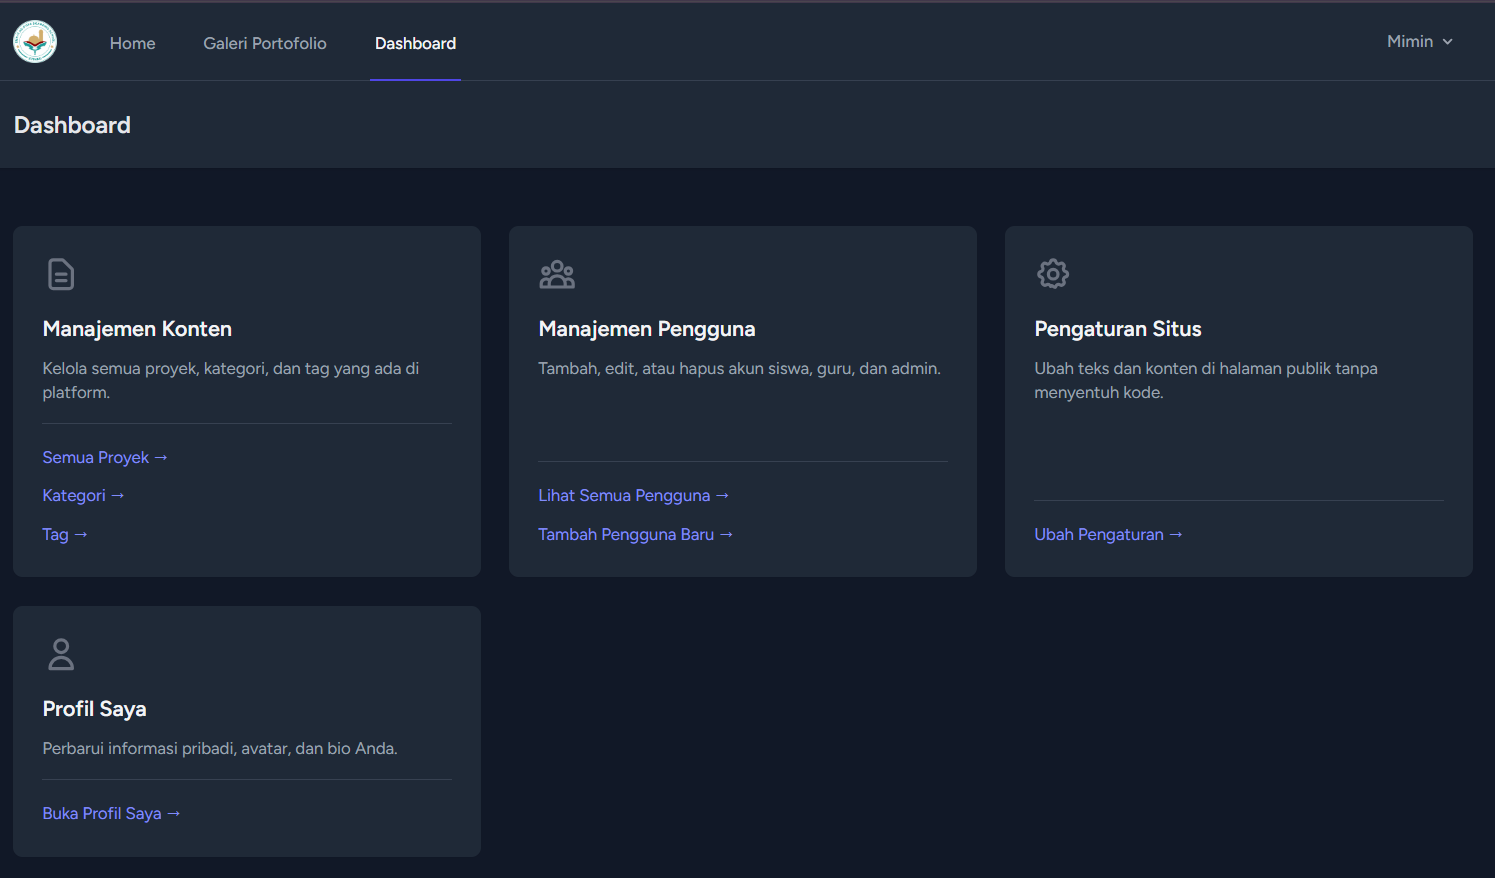 Home
Galeri Portofolio
Dashboard
Mimin
Dashboard
Manajemen Konten
Kelola semua proyek, kategori, dan tag yang ada di
platform.
Semua Proyek →
Kategori →
Tag →
Manajemen Pengguna
Tambah, edit, atau hapus akun siswa, guru, dan admin.
Lihat Semua Pengguna →
Tambah Pengguna Baru →
Pengaturan Situs
Ubah teks dan konten di halaman publik tanpa
menyentuh kode.
Ubah Pengaturan →
Profil Saya
Perbarui informasi pribadi, avatar, dan bio Anda.
Buka Profil Saya →